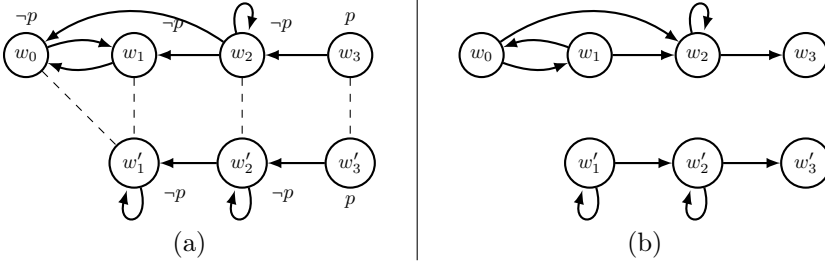 ¬p ¬p ¬p p
w₀ w₁ w₂ w₃ w₀ w₁ w₂ w₃
w′₁ w′₂ w′₃ w′₁ w′₂ w′₃
¬p ¬p p
(a) (b)